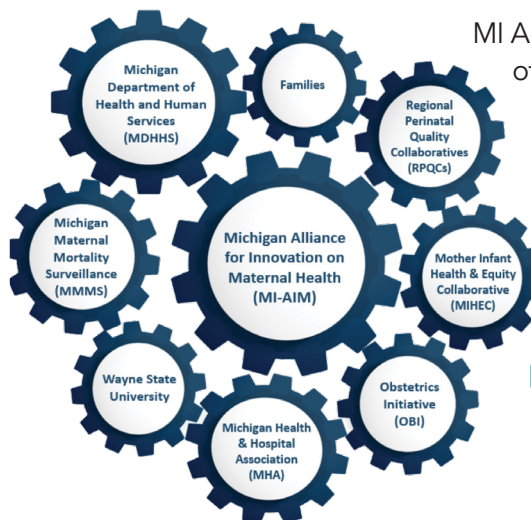 MI A
of
Michigan
Department of
Health and Human
Services
(MDHHS)
Families
Regional
Perinatal
Quality
Collaboratives
(RPQCs)
Michigan
Maternal
Mortality
Surveillance
(MMMS)
Michigan Alliance
for Innovation on
Maternal Health
(MI-AIM)
Mother Infant
Health & Equity
Collaborative
(MIHEC)
Wayne State
University
Michigan Health
& Hospital
Association
(MHA)
Obstetrics
Initiative
(OBI)